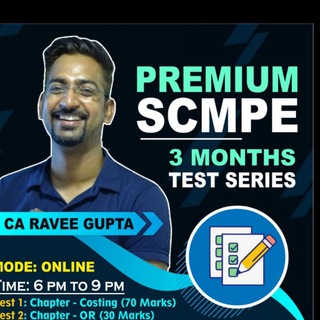 PREMIUM
SCMPE
3 MONTHS
TEST SERIES
CA RAVEE GUPTA
MODE: ONLINE
TIME: 6 PM TO 9 PM
est 1: Chapter - Costing (70 Marks)
est 2: Chapter - OR (30 Marks)